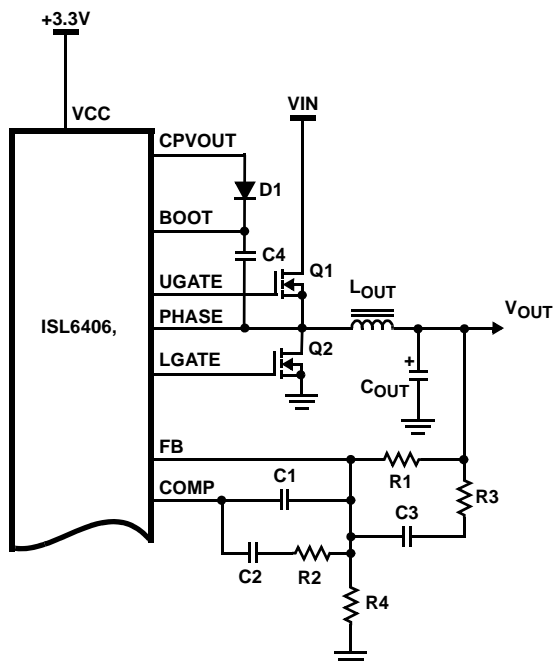 +3.3V
VCC
VIN
CPVOUT
D1
BOOT
C4
Q1
UGATE
LOUT
ISL6406,
PHASE
VOUT
Q2
LGATE
+
COUT
FB
R1
C1
COMP
R3
C3
C2
R2
R4